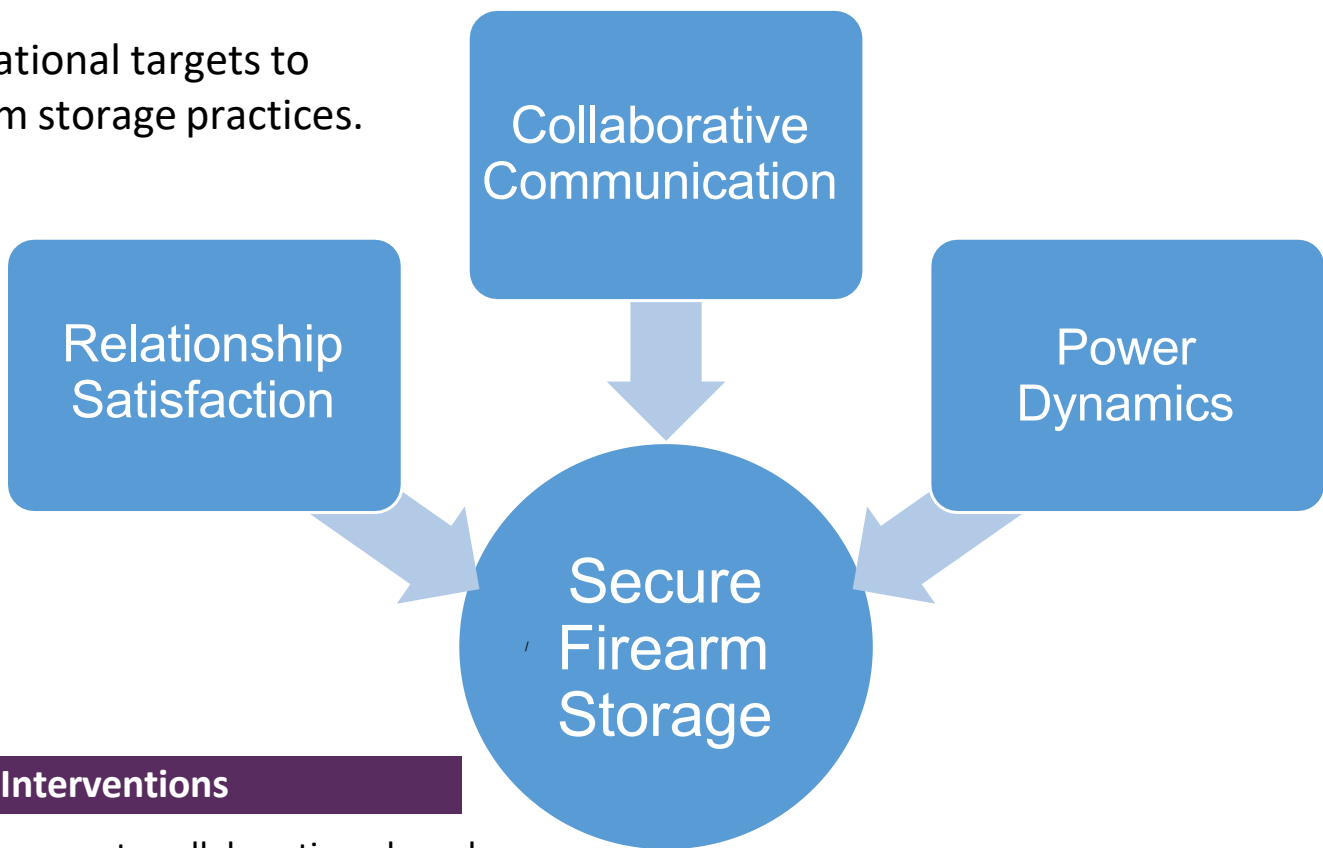 ational targets to
m storage practices.
Collaborative
Communication
Relationship
Satisfaction
Power
Dynamics
Secure
Firearm
Storage
/
Interventions